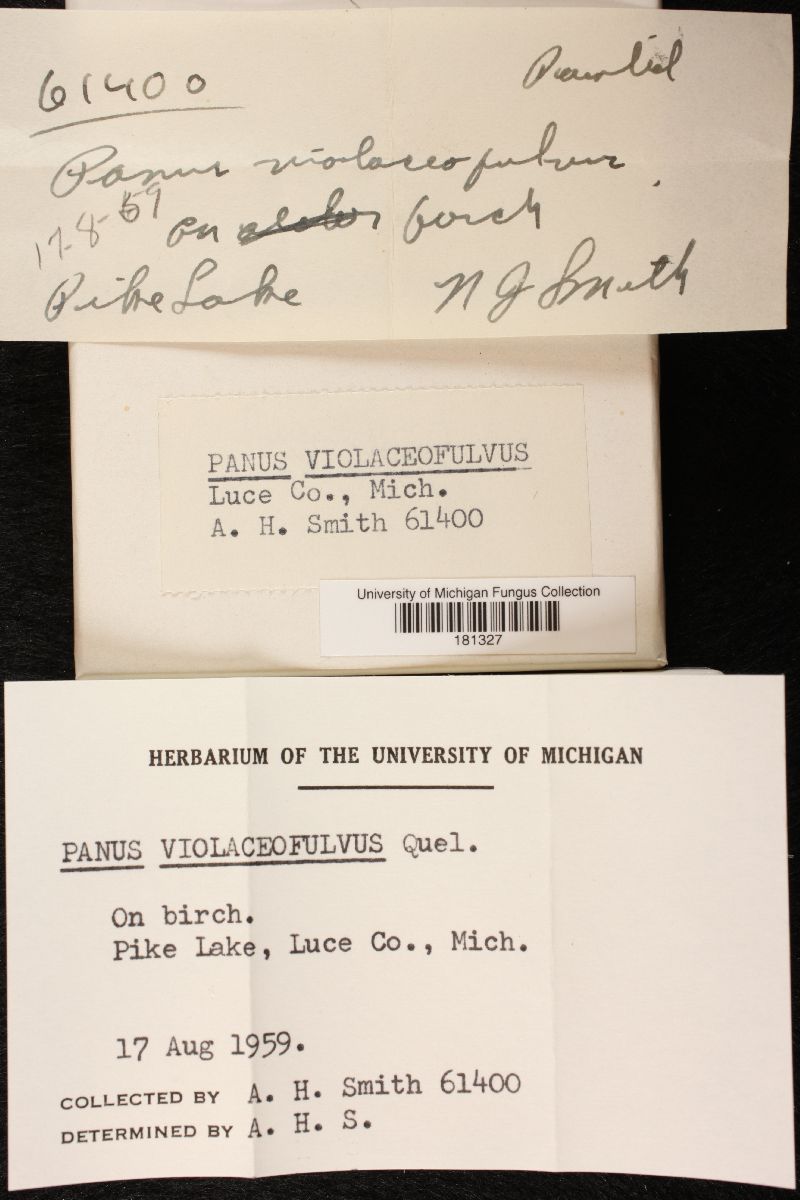 61400
Panus violaceofulvus
17-8-59 on birch
Pike Lake N J Smith
PANUS VIOLACEOFULVUS
Luce Co., Mich.
A. H. Smith 61400
University of Michigan Fungus Collection
181327
HERBARIUM OF THE UNIVERSITY OF MICHIGAN
PANUS VIOLACEOFULVUS Quel.
On birch.
Pike Lake, Luce Co., Mich.
17 Aug 1959.
COLLECTED BY A. H. Smith 61400
DETERMINED BY A. H. S.